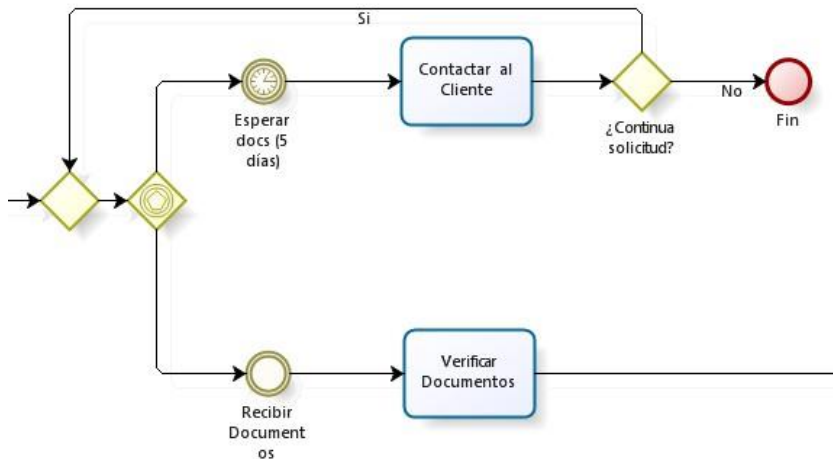 Si
Contactar al
Cliente
Esperar
docs (5
días)
¿Continua
solicitud?
No
Fin
Verificar
Documentos
Recibir
Document
os